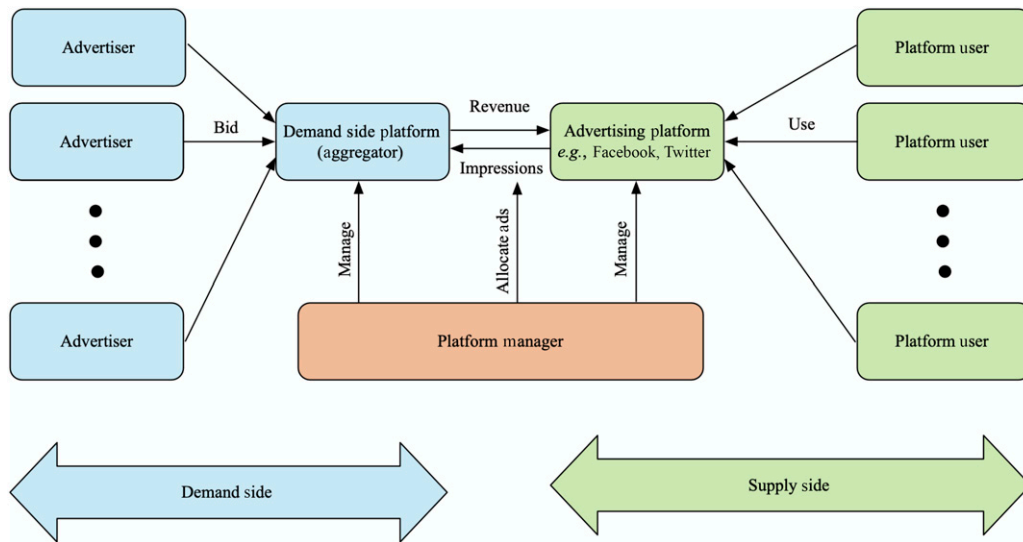 Advertiser
Platform user
Advertiser
Bid
Demand side platform
(aggregator)
Revenue
Impressions
Advertising platform
e.g., Facebook, Twitter
Use
Platform user
Manage
Allocate ads
Manage
Advertiser
Platform manager
Platform user
Demand side
Supply side